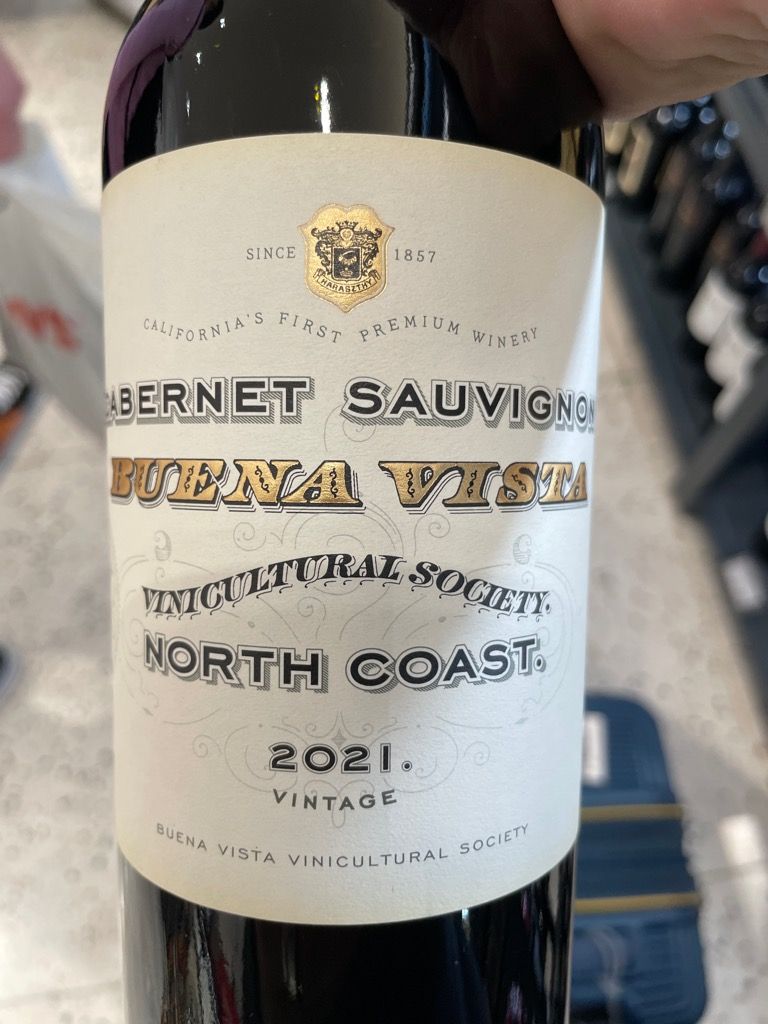 SINCE 1857
HARASZTHY
CALIFORNIA'S FIRST PREMIUM WINERY
CABERNET SAUVIGNON
BUENA VISTA
VINICULTURAL SOCIETY.
NORTH COAST.
2021.
VINTAGE
BUENA VISTA VINICULTURAL SOCIETY